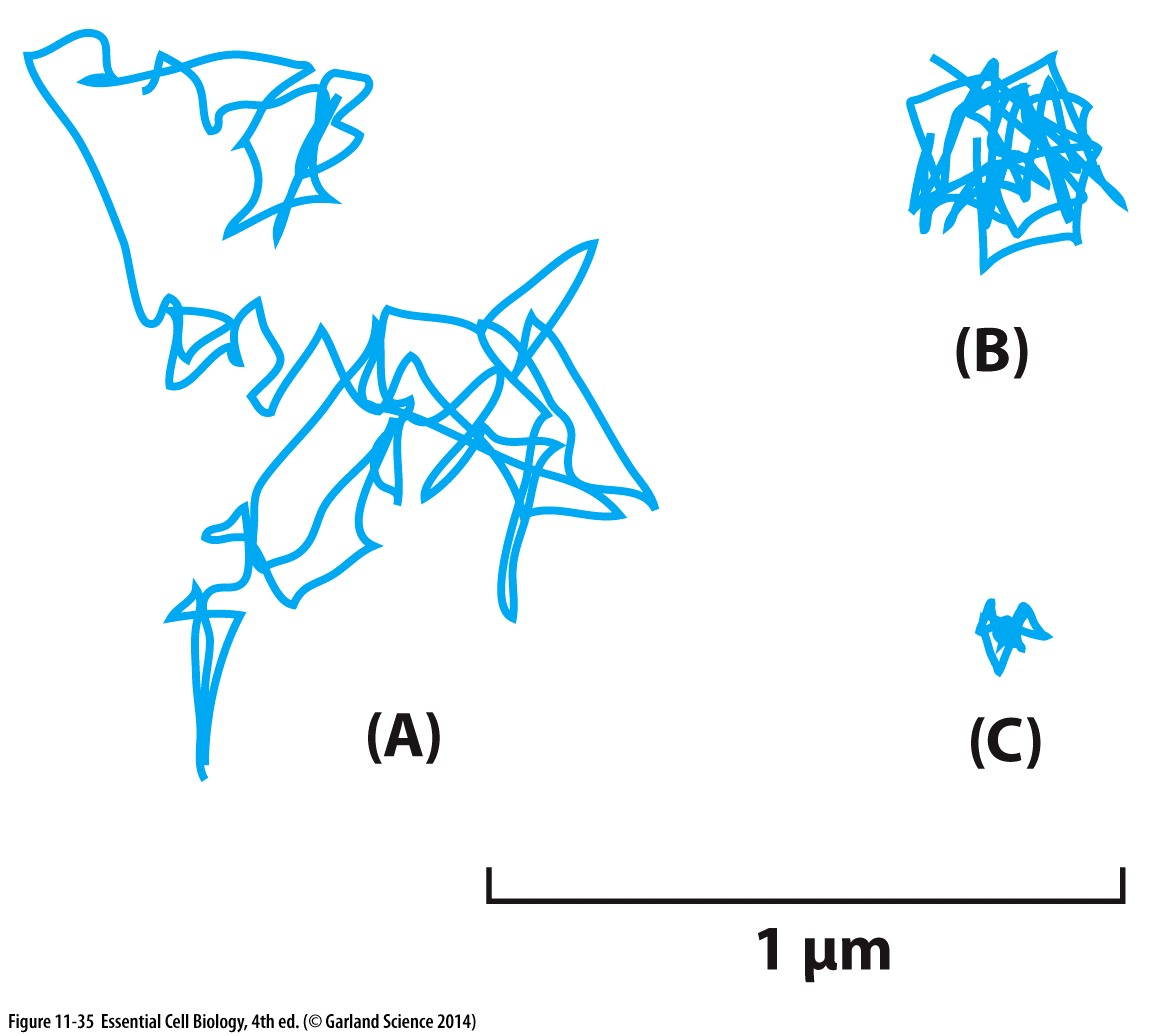 (B)
(C)
(A)
1 μm
Figure 11-35 Essential Cell Biology, 4th ed. (© Garland Science 2014)